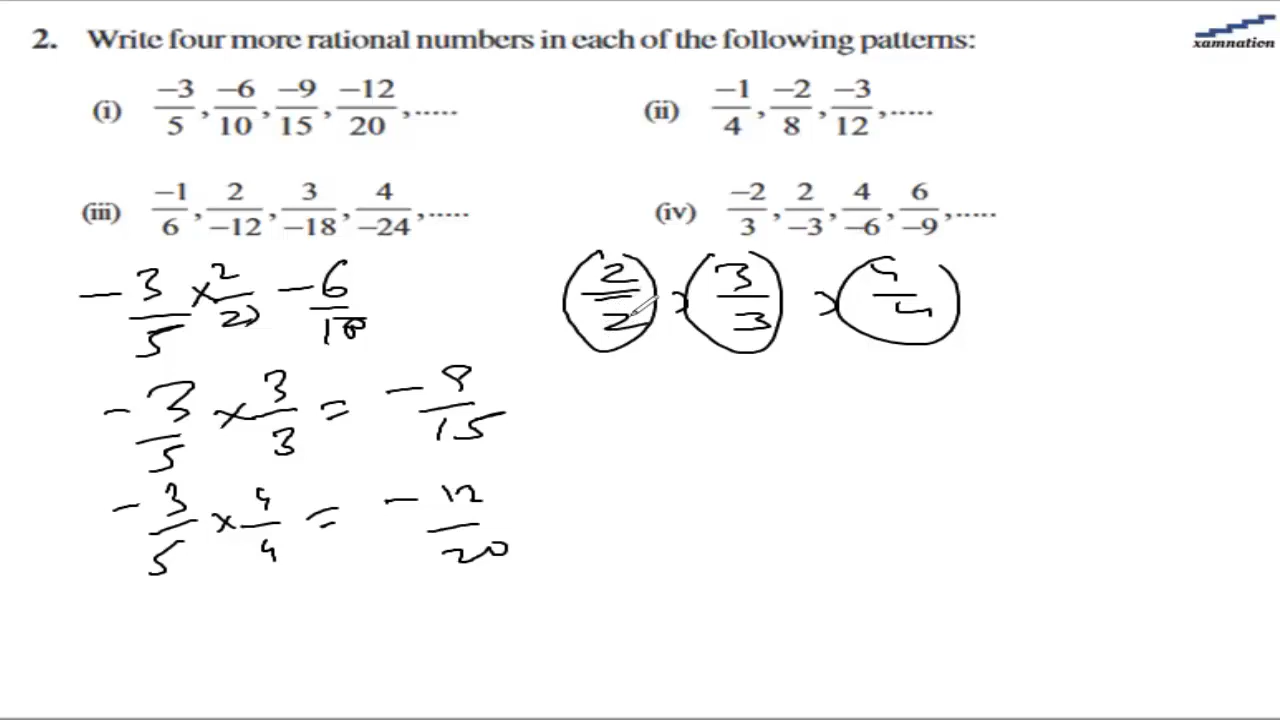 xamnation
2. Write four more rational numbers in each of the following patterns:
(i) -3/5, -6/10, -9/15, -12/20, .....
(ii) -1/4, -2/8, -3/12, .....
(iii) -1/6, 2/-12, 3/-18, 4/-24, .....
(iv) -2/3, 2/-3, 4/-6, 6/-9, .....
-3/5 × 2/2 -6/10
2/2, 3/3, 4/4
-3/5 × 3/3 = -9/15
-3/5 × 4/4 = -12/20